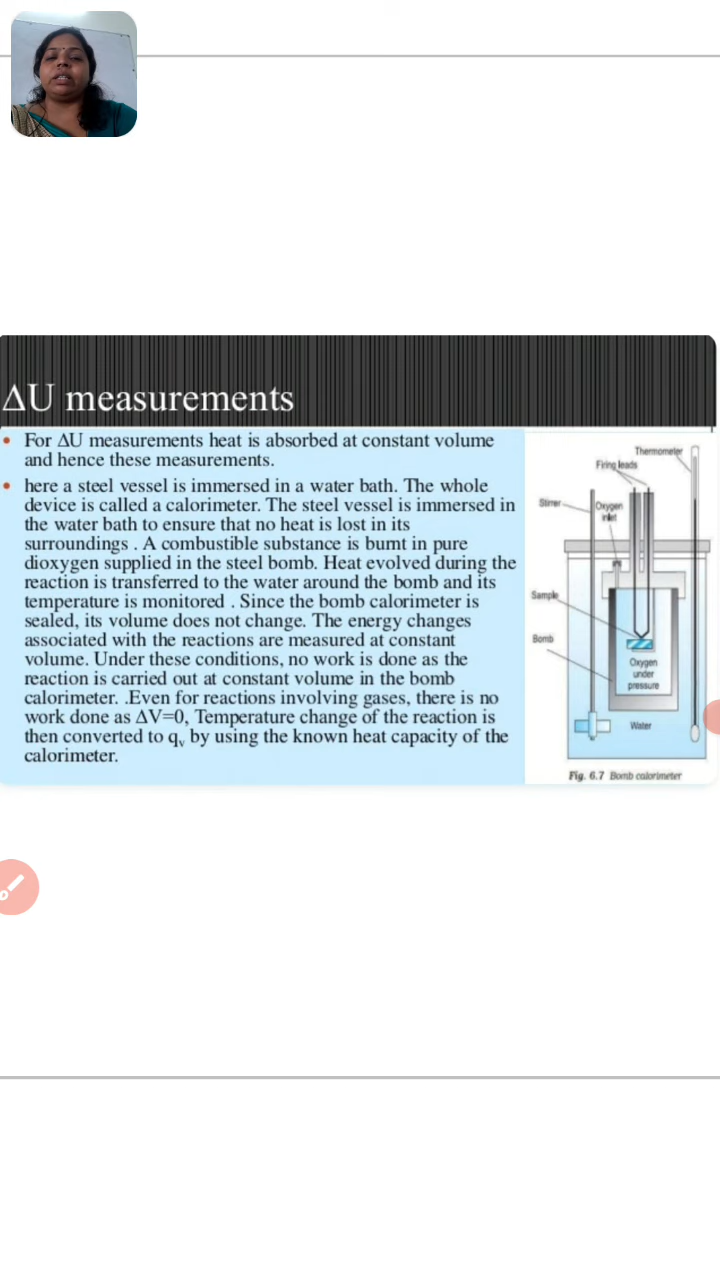 ΔU measurements
• For ΔU measurements heat is absorbed at constant volume
and hence these measurements.
• here a steel vessel is immersed in a water bath. The whole
device is called a calorimeter. The steel vessel is immersed in
the water bath to ensure that no heat is lost in its
surroundings . A combustible substance is burnt in pure
dioxygen supplied in the steel bomb. Heat evolved during the
reaction is transferred to the water around the bomb and its
temperature is monitored . Since the bomb calorimeter is
sealed, its volume does not change. The energy changes
associated with the reactions are measured at constant
volume. Under these conditions, no work is done as the
reaction is carried out at constant volume in the bomb
calorimeter. .Even for reactions involving gases, there is no
work done as ΔV=0, Temperature change of the reaction is
then converted to qᵥ by using the known heat capacity of the
calorimeter.
Thermometer
Firing leads
Stirrer
Oxygen
inlet
Sample
Bomb
Oxygen
under
pressure
Water
Fig. 6.7 Bomb calorimeter